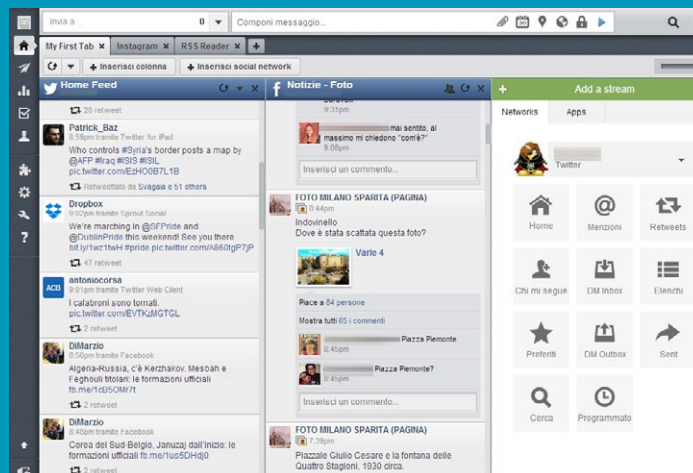 Invia a ...
0
Componi messaggio...
My First Tab
Instagram
RSS Reader
Inserisci colonna
Inserisci social network
Home Feed
20 retweet
Patrick_Baz
8:59pm tramite Twitter for iPad
Who controls #Syria's border posts a map by
@AFP #Iraq #ISIS #ISIL
pic.twitter.com/EzHO0B7L1B
Retweettato da Svagaia e 51 others
Dropbox
9:02pm tramite Sprout Social
We're marching in @SFPride and
@DublinPride this weekend! See you there
bit.ly/1wz1twH #pride pic.twitter.com/A860tgP7jP
47 retweet
ACB
antoniocorsa
9:01pm tramite Twitter Web Client
I calabroni sono tornati.
pic.twitter.com/EVTKzMGTGL
2 retweet
DiMarzio
8:56pm tramite Facebook
Algeria-Russia, c'è Kerzhakov. Mesbah e
Feghouli titolari: le formazioni ufficiali
fb.me/1cB5OMr7t
2 retweet
DiMarzio
8:48pm tramite Facebook
Corea del Sud-Belgio, Januzaj dall'inizio: le
formazioni ufficiali fb.me/1us5DHdj0
2 retweet
Notizie - Foto
9:31pm
mai sentito, al
massimo mi chiedono "com'è?"
9:08pm
Inserisci un commento...
FOTO MILANO SPARITA (PAGINA)
8:44pm
Indovinello
Dove è stata scattata questa foto?
Varie 4
Piace a 84 persone
Mostra tutti 65 i commenti
Piazza Piemonte
8:45pm
Piazza Piemonte?
8:45pm
Inserisci un commento...
FOTO MILANO SPARITA (PAGINA)
7:39pm
Piazzale Giulio Cesare e la fontana delle
Quattro Stagioni, 1930 circa.
Add a stream
Networks
Apps
Twitter
Home
Menzioni
Retweets
Chi mi segue
DM Inbox
Elenchi
Preferiti
DM Outbox
Sent
Cerca
Programmato